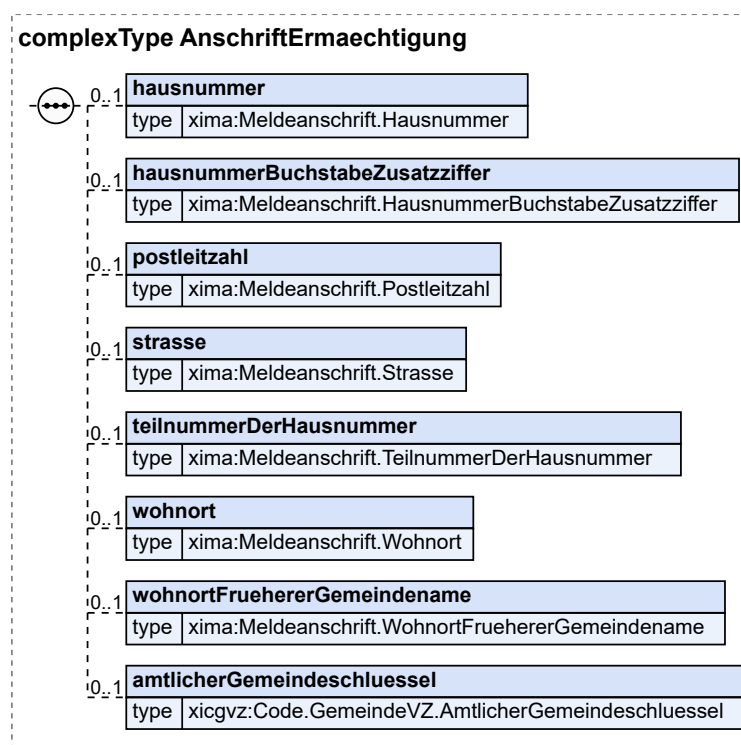 complexType AnschriftErmaechtigung
0..1 hausnummer
type xima:Meldeanschrift.Hausnummer
0..1 hausnummerBuchstabeZusatzziffer
type xima:Meldeanschrift.HausnummerBuchstabeZusatzziffer
0..1 postleitzahl
type xima:Meldeanschrift.Postleitzahl
0..1 strasse
type xima:Meldeanschrift.Strasse
0..1 teilnummerDerHausnummer
type xima:Meldeanschrift.TeilnummerDerHausnummer
0..1 wohnort
type xima:Meldeanschrift.Wohnort
0..1 wohnortFruehererGemeindename
type xima:Meldeanschrift.WohnortFruehererGemeindename
0..1 amtlicherGemeindeschluessel
type xicgvz:Code.GemeindeVZ.AmtlicherGemeindeschluessel